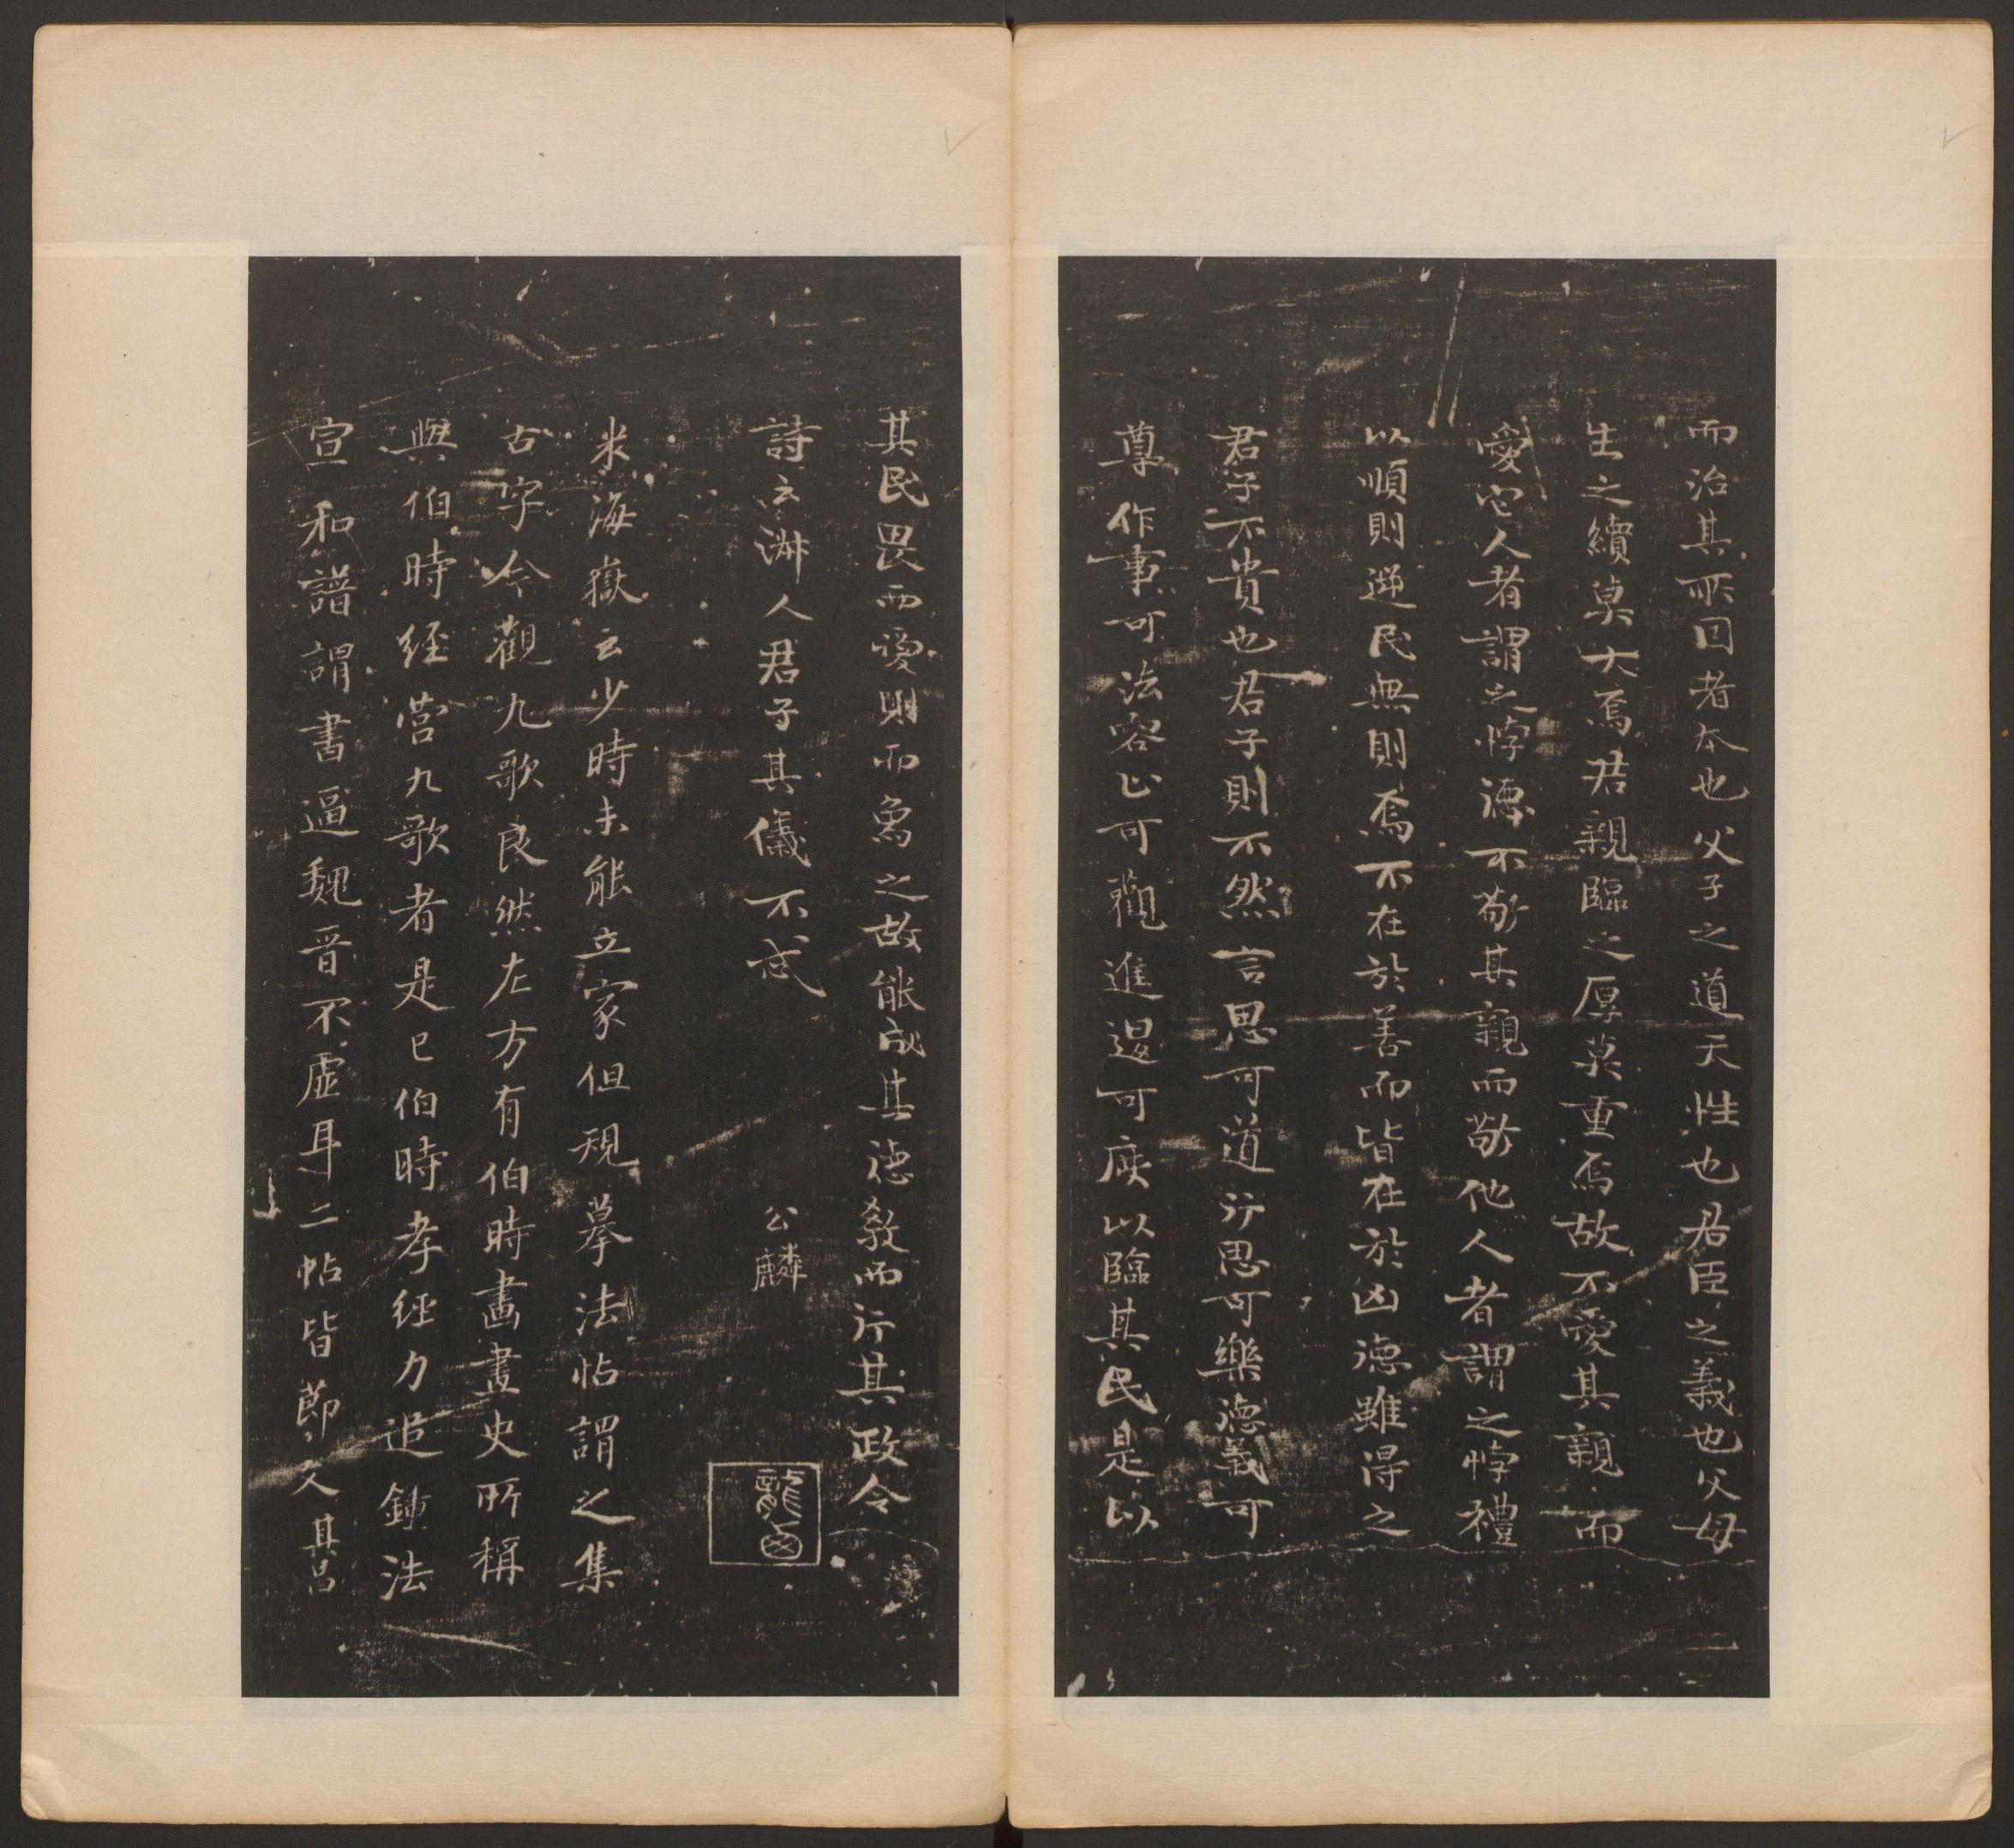 而治其所因者本也父子之道天性也君臣之義也父母
生之續莫大焉君親臨之厚莫重焉故不愛其親而
愛它人者謂之悖德不敬其親而敬他人者謂之悖禮
以順則逆民無則焉不在於善而皆在於凶德雖得之
君子不貴也君子則不然言思可道行思可樂德義可
尊作事可法容止可觀進退可度以臨其民是以
其民畏而愛則而象之故能成其德教而行其政令
詩云淑人君子其儀不忒
公麟
龍眠
米海嶽云少時未能立家但規摹法帖謂之集
古字今觀九歌良然左方有伯時畫畫史所稱
與伯時經營九歌者是已伯時孝經力追鍾法
宣和譜謂書逼魏晉不虛耳二帖皆節文其昌